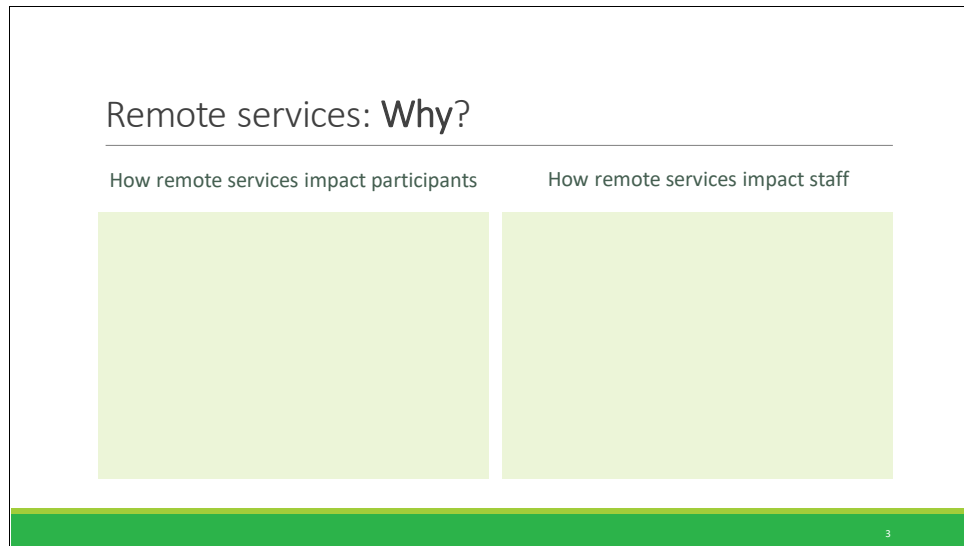 Remote services: Why?
How remote services impact participants
How remote services impact staff
3